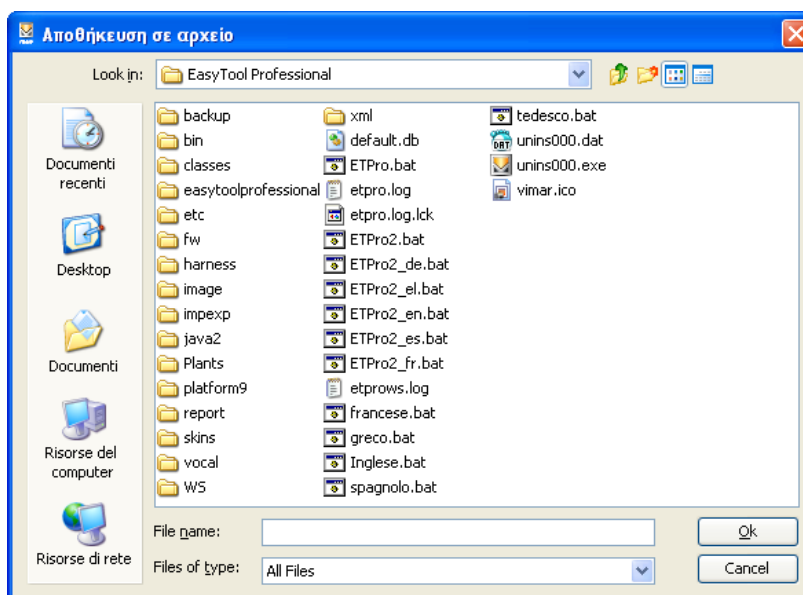 Αποθήκευση σε αρχείο
Look in:
EasyTool Professional
Documenti
recenti
Desktop
Documenti
Risorse del
computer
Risorse di rete
backup
bin
classes
easytoolprofessional
etc
fw
harness
image
impexp
java2
Plants
platform9
report
skins
vocal
WS
xml
default.db
ETPro.bat
etpro.log
etpro.log.lck
ETPro2.bat
ETPro2_de.bat
ETPro2_el.bat
ETPro2_en.bat
ETPro2_es.bat
ETPro2_fr.bat
etprows.log
francese.bat
greco.bat
Inglese.bat
spagnolo.bat
tedesco.bat
unins000.dat
unins000.exe
vimar.ico
File name:
Ok
Files of type:
All Files
Cancel